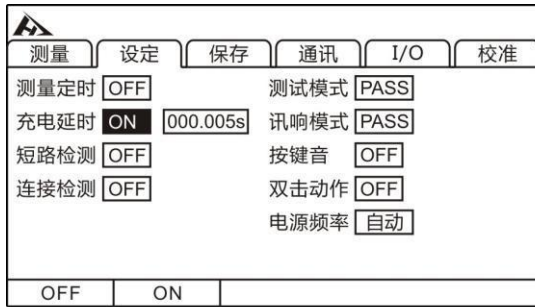 测量 设定 保存 通讯 I/O 校准
测量定时 OFF 测试模式 PASS
充电延时 ON 000.005s 讯响模式 PASS
短路检测 OFF 按键音 OFF
连接检测 OFF 双击动作 OFF
电源频率 自动
OFF ON